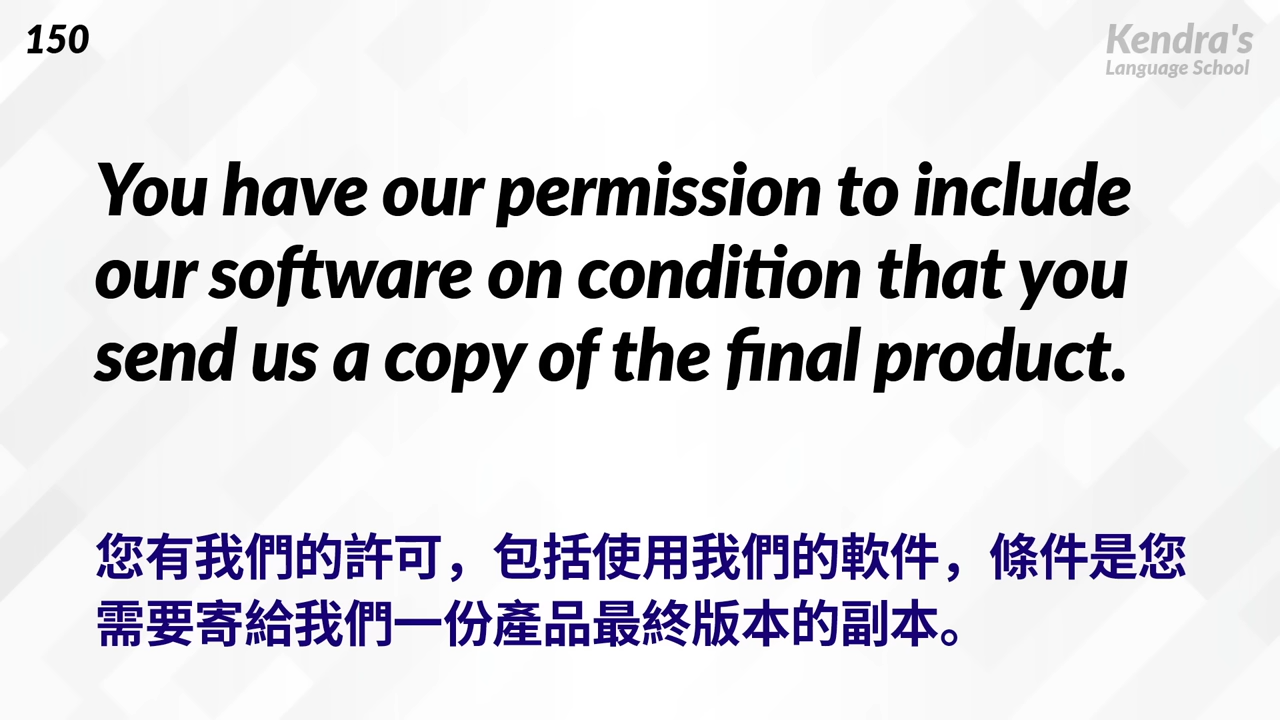 150
Kendra's
Language School
You have our permission to include
our software on condition that you
send us a copy of the final product.
您有我們的許可，包括使用我們的軟件，條件是您
需要寄給我們一份產品最終版本的副本。